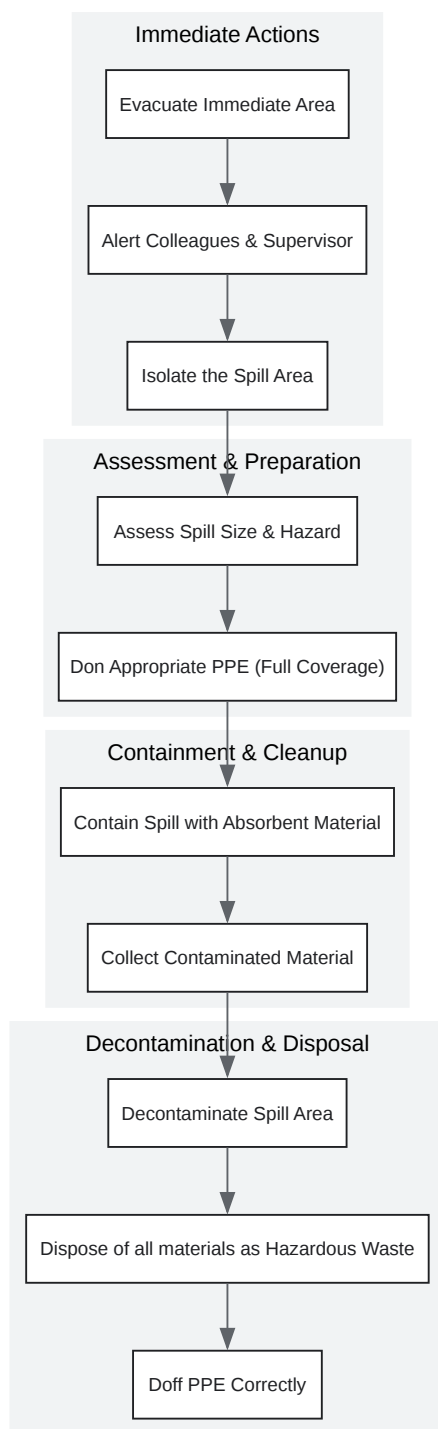 Immediate Actions
Evacuate Immediate Area
Alert Colleagues & Supervisor
Isolate the Spill Area
Assessment & Preparation
Assess Spill Size & Hazard
Don Appropriate PPE (Full Coverage)
Containment & Cleanup
Contain Spill with Absorbent Material
Collect Contaminated Material
Decontamination & Disposal
Decontaminate Spill Area
Dispose of all materials as Hazardous Waste
Doff PPE Correctly